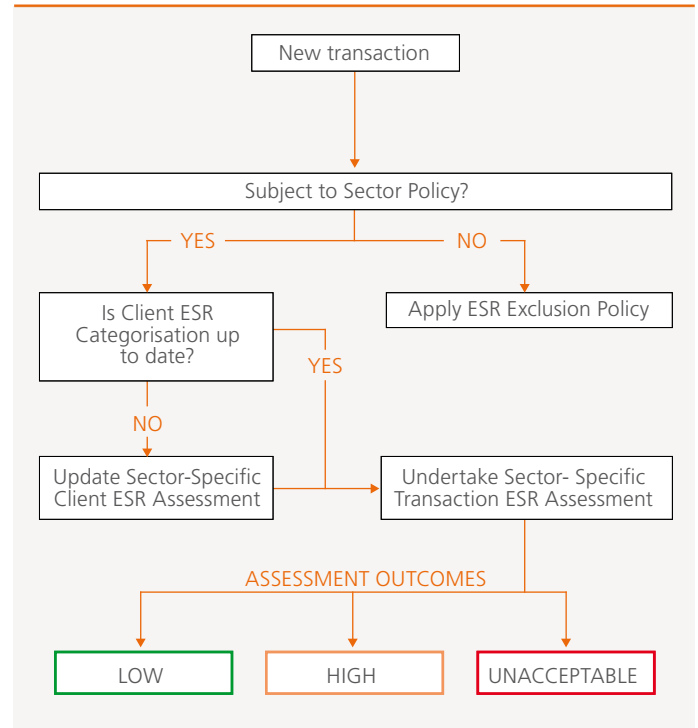 New transaction
Subject to Sector Policy?
YES
NO
Is Client ESR
Categorisation up
to date?
Apply ESR Exclusion Policy
YES
NO
Update Sector-Specific
Client ESR Assessment
Undertake Sector- Specific
Transaction ESR Assessment
ASSESSMENT OUTCOMES
LOW
HIGH
UNACCEPTABLE